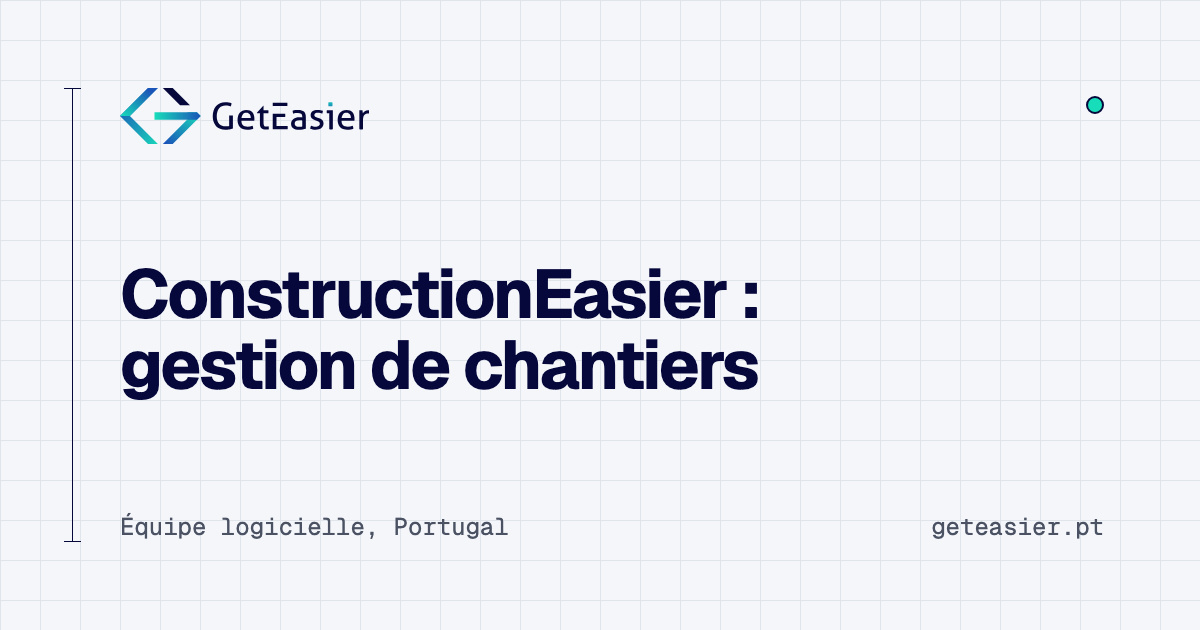 GetEasier
ConstructionEasier :
gestion de chantiers
Équipe logicielle, Portugal
geteasier.pt